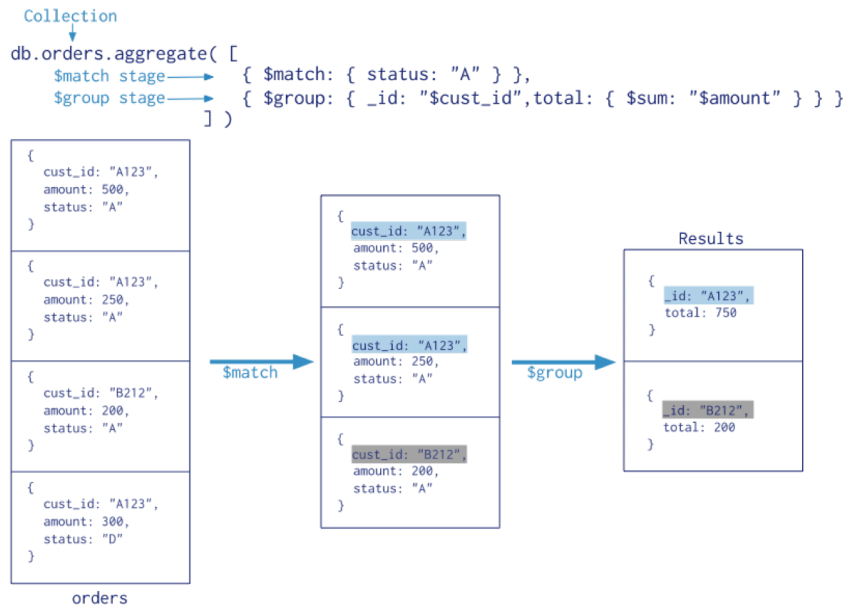 Collection
db.orders.aggregate( [
$match stage
{ $match: { status: "A" } },
$group stage
{ $group: { _id: "$cust_id",total: { $sum: "$amount" } } }
] )
{
cust_id: "A123",
amount: 500,
status: "A"
}
{
cust_id: "A123",
amount: 250,
status: "A"
}
{
cust_id: "B212",
amount: 200,
status: "A"
}
{
cust_id: "A123",
amount: 300,
status: "D"
}
orders
$match
{
cust_id: "A123",
amount: 500,
status: "A"
}
{
cust_id: "A123",
amount: 250,
status: "A"
}
{
cust_id: "B212",
amount: 200,
status: "A"
}
$group
Results
{
_id: "A123",
total: 750
}
{
_id: "B212",
total: 200
}